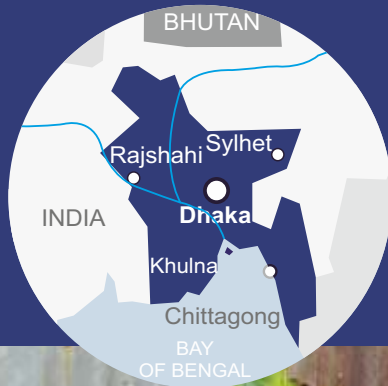 BHUTAN
Sylhet
Rajshahi
INDIA
Dhaka
Khulna
Chittagong
BAY
OF BENGAL